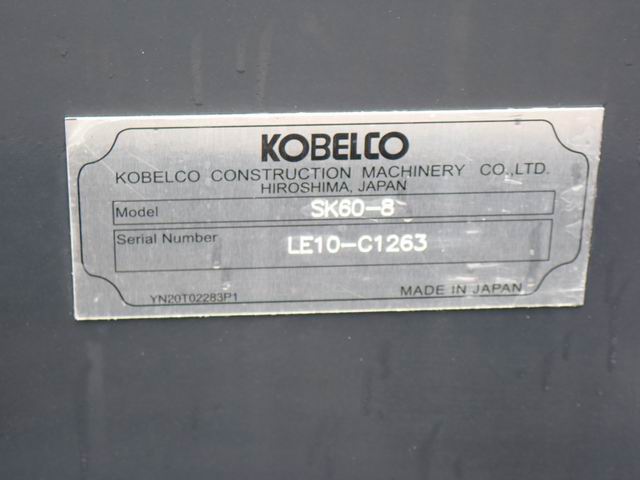 KOBELCO
KOBELCO CONSTRUCTION MACHINERY CO.,LTD.
HIROSHIMA, JAPAN
Model SK60-8
Serial Number LE10-C1263
YN20T02283P1 MADE IN JAPAN